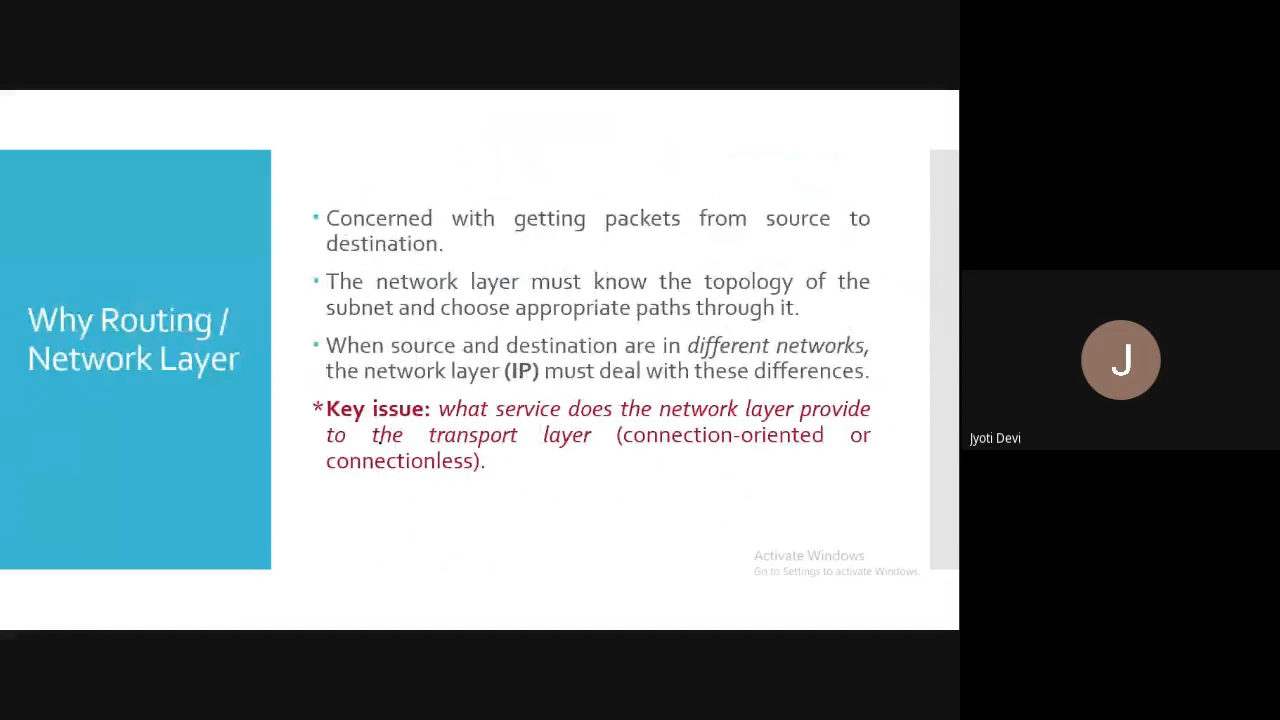 Why Routing /
Network Layer
▪ Concerned with getting packets from source to
destination.
▪ The network layer must know the topology of the
subnet and choose appropriate paths through it.
▪ When source and destination are in different networks,
the network layer (IP) must deal with these differences.
*Key issue: what service does the network layer provide
to the transport layer (connection-oriented or
connectionless).
Activate Windows
Go to Settings to activate Windows.
J
Jyoti Devi